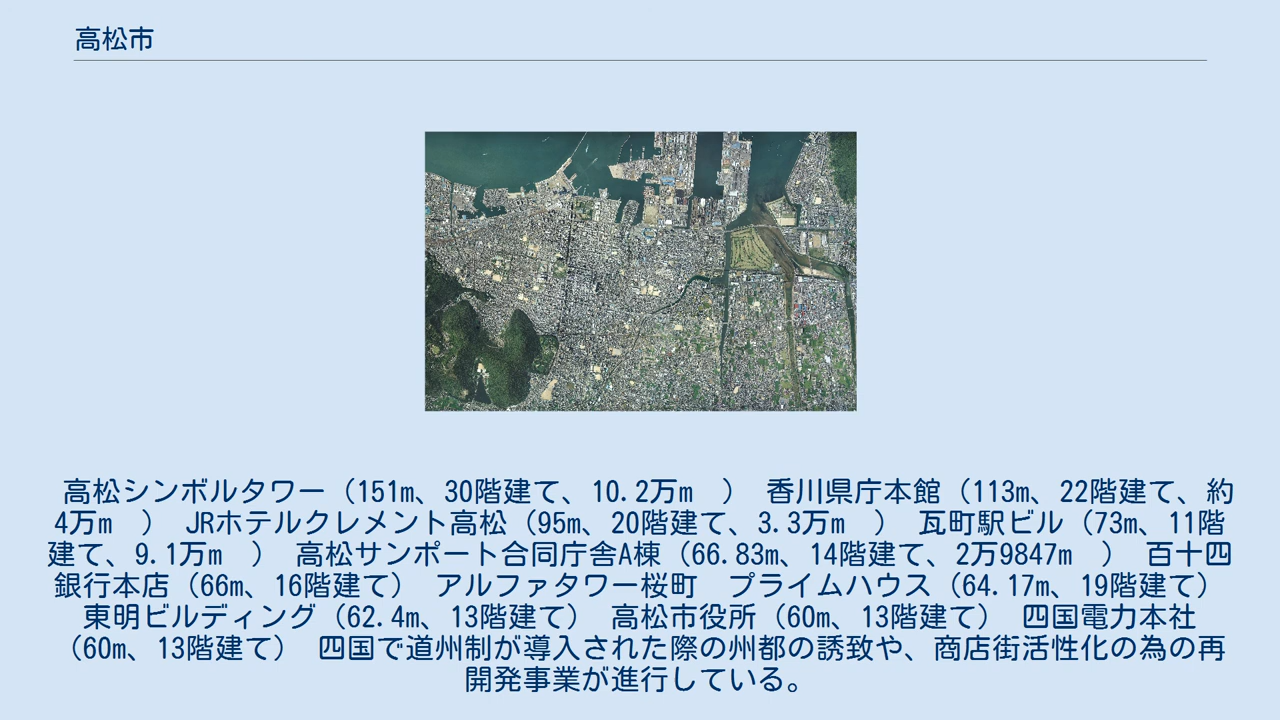 高松市
高松シンボルタワー（151m、30階建て、10.2万m　） 香川県庁本館（113m、22階建て、約
4万m　） JRホテルクレメント高松（95m、20階建て、3.3万m　） 瓦町駅ビル（73m、11階
建て、9.1万m　） 高松サンポート合同庁舎A棟（66.83m、14階建て、2万9847m　） 百十四
銀行本店（66m、16階建て） アルファタワー桜町　プライムハウス（64.17m、19階建て）
東明ビルディング（62.4m、13階建て） 高松市役所（60m、13階建て） 四国電力本社
（60m、13階建て） 四国で道州制が導入された際の州都の誘致や、商店街活性化の為の再
開発事業が進行している。